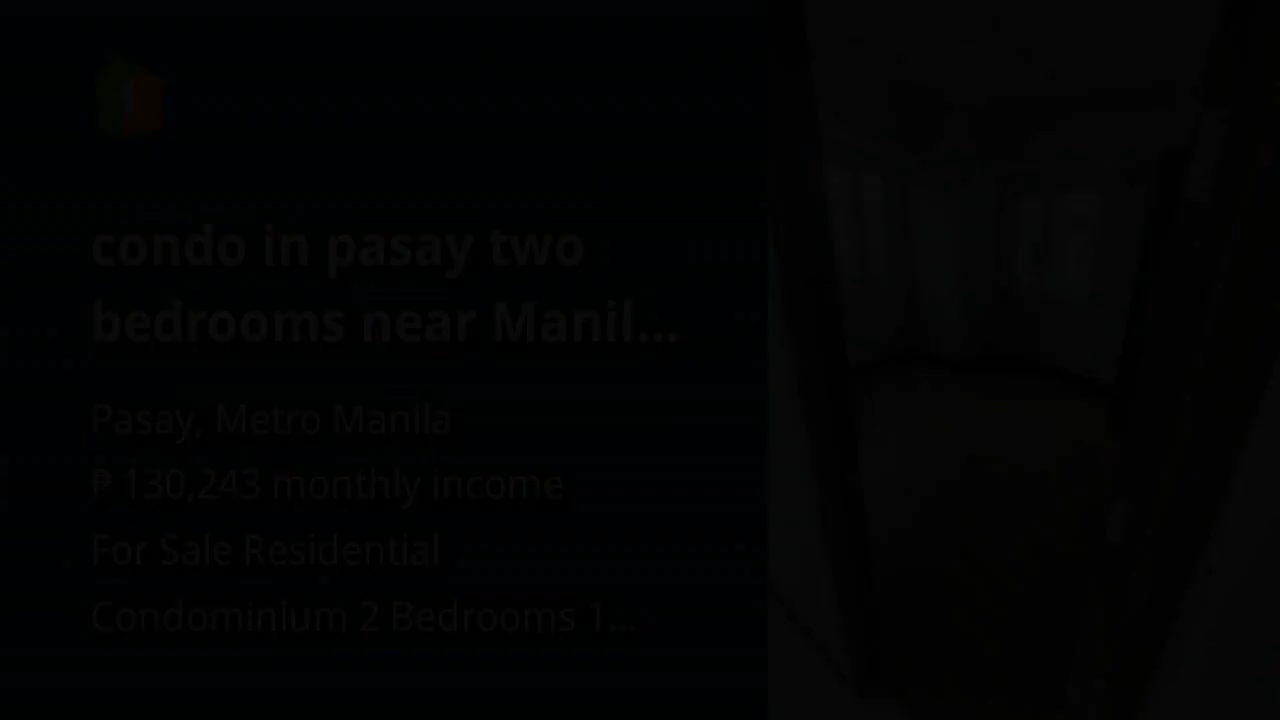 condo in pasay two
bedrooms near Manil...
Pasay, Metro Manila
₱ 130,243 monthly income
For Sale Residential
Condominium 2 Bedrooms 1...